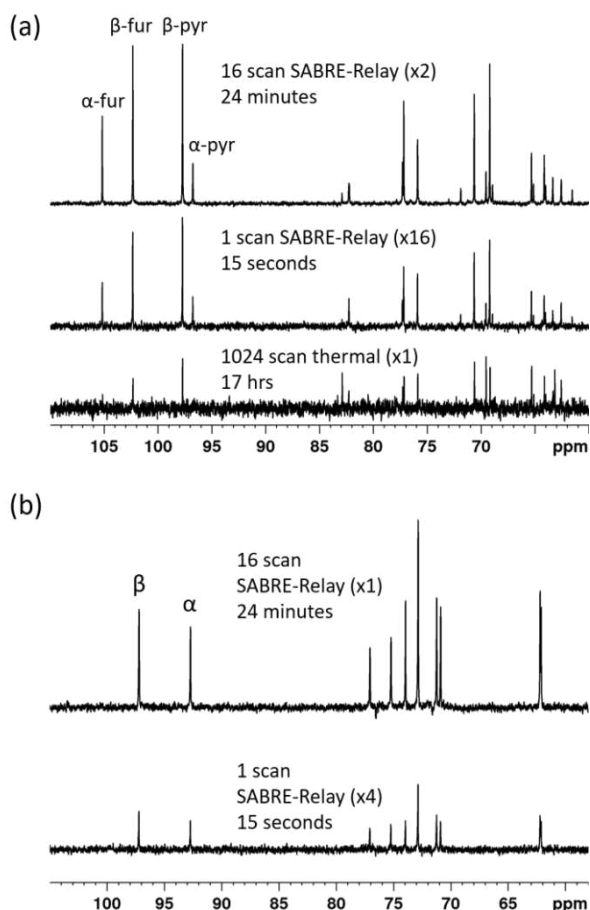 (a)
β-fur β-pyr
α-fur
16 scan SABRE-Relay (x2)
24 minutes
α-pyr
1 scan SABRE-Relay (x16)
15 seconds
1024 scan thermal (x1)
17 hrs
105 100 95 90 85 80 75 70 65 ppm
(b)
β
α
16 scan
SABRE-Relay (x1)
24 minutes
1 scan
SABRE-Relay (x4)
15 seconds
100 95 90 85 80 75 70 65 ppm